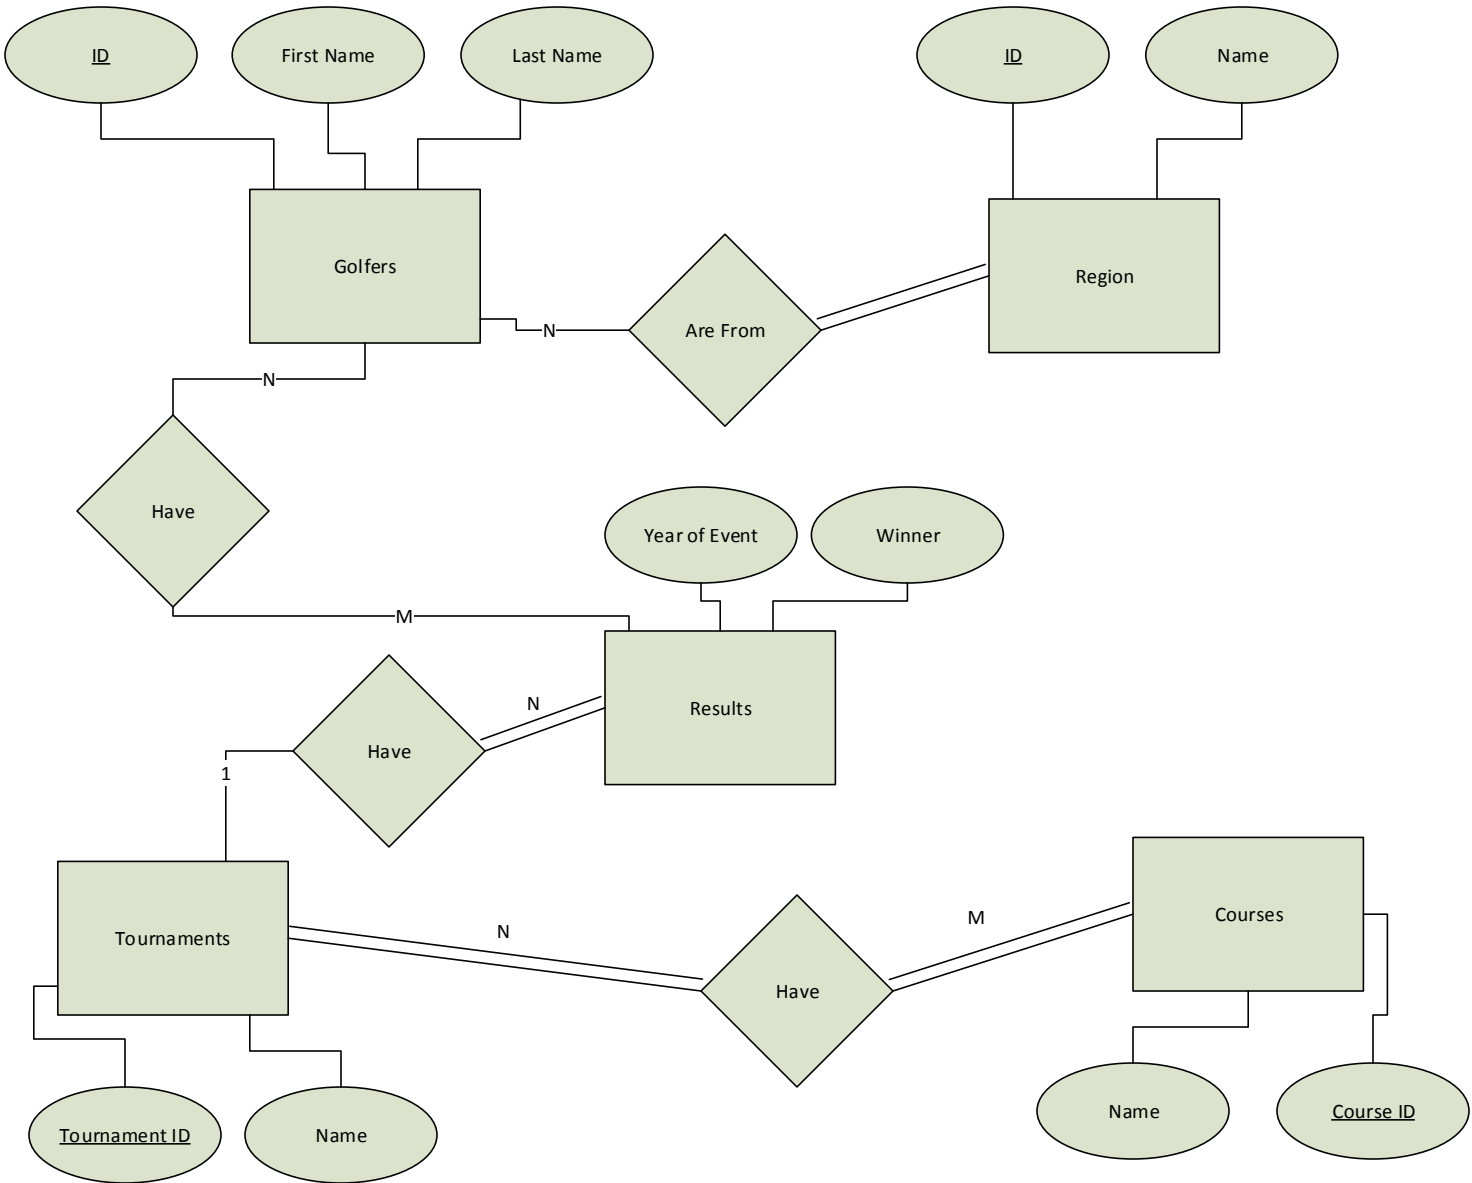 ID
First Name
Last Name
ID
Name
Golfers
Region
Are From
N
N
Have
Year of Event
Winner
M
Results
N
Have
1
Tournaments
N
M
Courses
Have
Tournament ID
Name
Name
Course ID